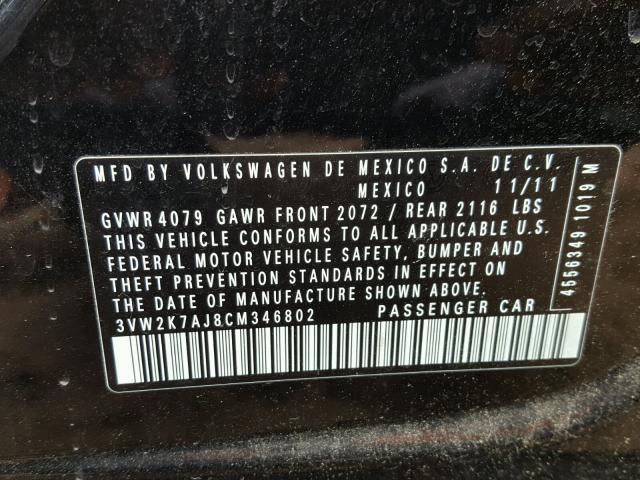 MFD BY VOLKSWAGEN DE MEXICO S.A. DE C.V.
MEXICO 11/11
GVWR 4079 GAWR FRONT 2072 / REAR 2116 LBS
THIS VEHICLE CONFORMS TO ALL APPLICABLE U.S.
FEDERAL MOTOR VEHICLE SAFETY, BUMPER AND
THEFT PREVENTION STANDARDS IN EFFECT ON
THE DATE OF MANUFACTURE SHOWN ABOVE.
3VW2K7AJ8CM346802 PASSENGER CAR
4556349 1019 M